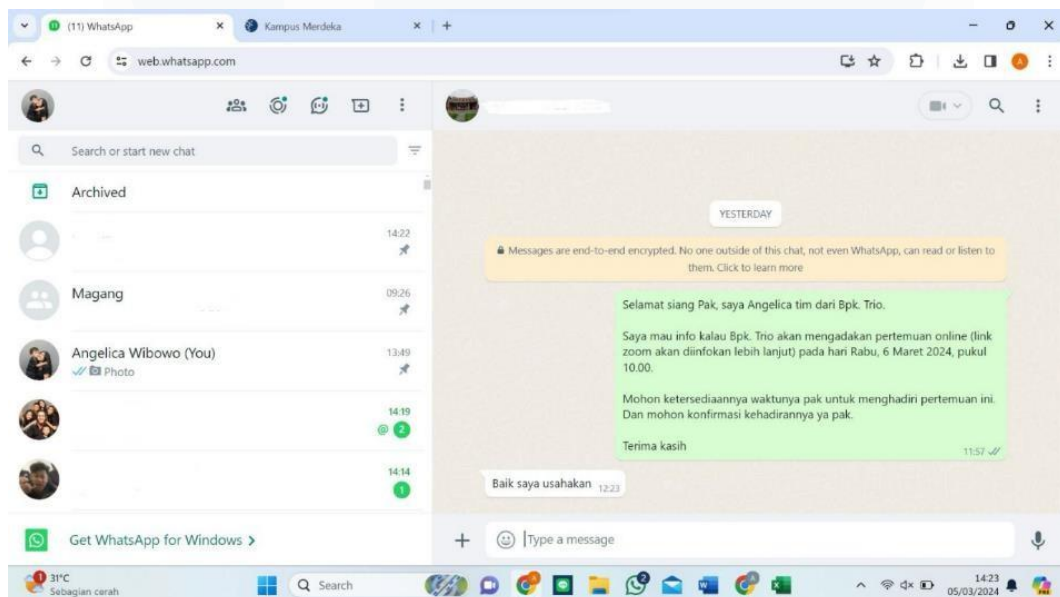 (11) WhatsApp
Kampus Merdeka
web.whatsapp.com
Search or start new chat
Archived
14:22
Magang
09:26
Angelica Wibowo (You)
13:49
Photo
14:19
@ 2
14:14
1
Get WhatsApp for Windows
YESTERDAY
Messages are end-to-end encrypted. No one outside of this chat, not even WhatsApp, can read or listen to
them. Click to learn more
Selamat siang Pak, saya Angelica tim dari Bpk. Trio.
Saya mau info kalau Bpk. Trio akan mengadakan pertemuan online (link
zoom akan diinfokan lebih lanjut) pada hari Rabu, 6 Maret 2024, pukul
10.00.
Mohon ketersediaannya waktunya pak untuk menghadiri pertemuan ini.
Dan mohon konfirmasi kehadirannya ya pak.
Terima kasih
11:57
Baik saya usahakan 12:23
Type a message
31°C
Sebagian cerah
Search
14:23
05/03/2024